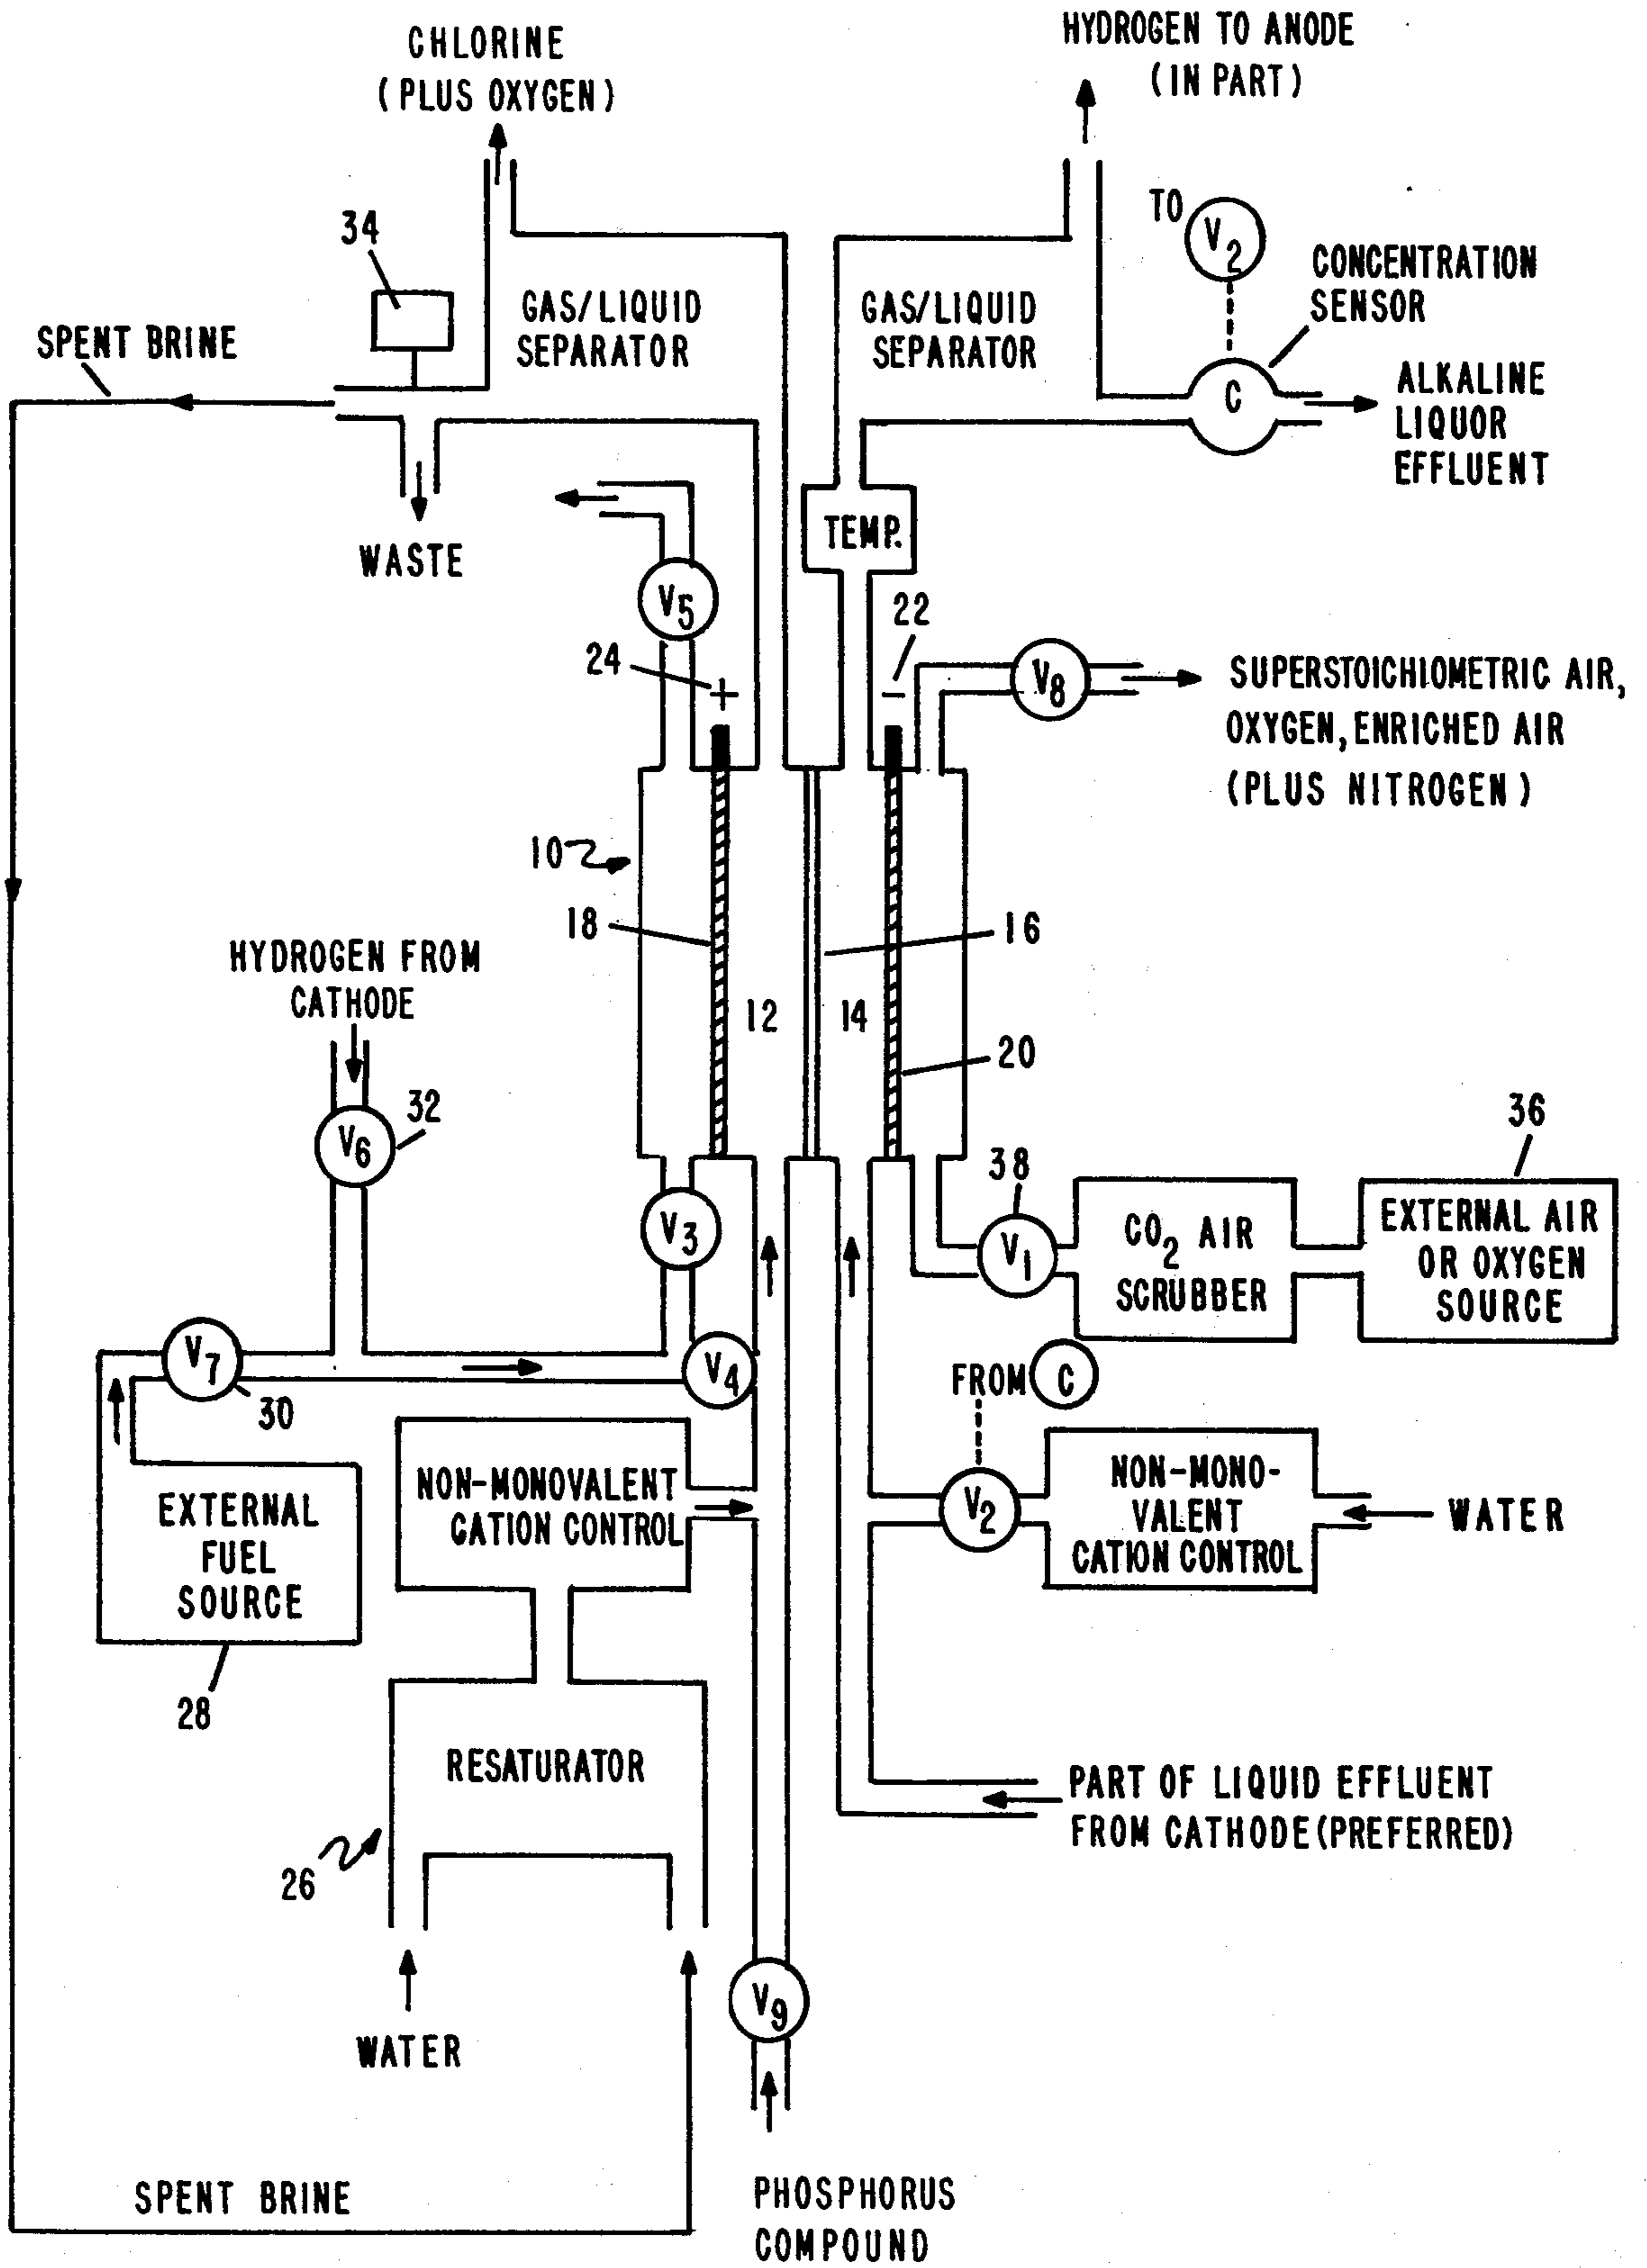 CHLORINE
(PLUS OXYGEN)
HYDROGEN TO ANODE
(IN PART)
34
TO
V2
CONCENTRATION
SENSOR
SPENT BRINE
GAS/LIQUID
SEPARATOR
GAS/LIQUID
SEPARATOR
C
ALKALINE
LIQUOR
EFFLUENT
WASTE
TEMP.
V5
24
+
22
−
V8
SUPERSTOICHIOMETRIC AIR,
OXYGEN, ENRICHED AIR
(PLUS NITROGEN)
10
18
16
HYDROGEN FROM
CATHODE
12
14
20
V6
32
36
38
V3
V1
CO2 AIR
SCRUBBER
EXTERNAL AIR
OR OXYGEN
SOURCE
V7
30
V4
FROM C
NON-MONOVALENT
CATION CONTROL
V2
NON-MONO-
VALENT
CATION CONTROL
WATER
EXTERNAL
FUEL
SOURCE
28
RESATURATOR
PART OF LIQUID EFFLUENT
FROM CATHODE (PREFERRED)
26
WATER
V9
SPENT BRINE
PHOSPHORUS
COMPOUND